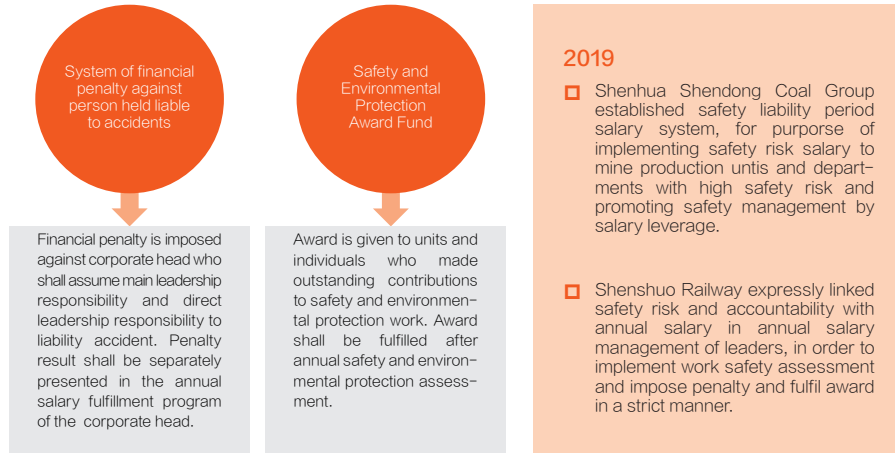 System of financial
penalty against
person held liable
to accidents
Financial penalty is imposed
against corporate head who
shall assume main leadership
responsibility and direct
leadership responsibility to
liability accident. Penalty
result shall be separately
presented in the annual
salary fulfillment program
of the corporate head.
Safety and
Environmental
Protection
Award Fund
Award is given to units and
individuals who made
outstanding contributions
to safety and environmen-
tal protection work. Award
shall be fulfilled after
annual safety and environ-
mental protection assess-
ment.
2019
Shenhua Shendong Coal Group
established safety liability period
salary system, for purporse of
implementing safety risk salary to
mine production untis and depart-
ments with high safety risk and
promoting safety management by
salary leverage.
Shenshuo Railway expressly linked
safety risk and accountability with
annual salary in annual salary
management of leaders, in order to
implement work safety assessment
and impose penalty and fulfil award
in a strict manner.